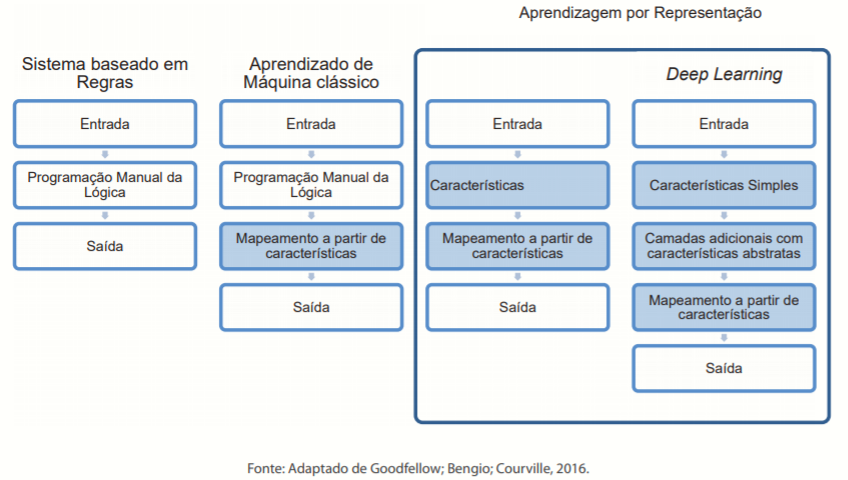 Aprendizagem por Representação
Sistema baseado em
Regras
Entrada
Programação Manual da
Lógica
Saída
Aprendizado de
Máquina clássico
Entrada
Programação Manual da
Lógica
Mapeamento a partir de
características
Saída
Entrada
Características
Mapeamento a partir de
características
Saída
Deep Learning
Entrada
Características Simples
Camadas adicionais com
características abstratas
Mapeamento a partir de
características
Saída
Fonte: Adaptado de Goodfellow; Bengio; Courville, 2016.